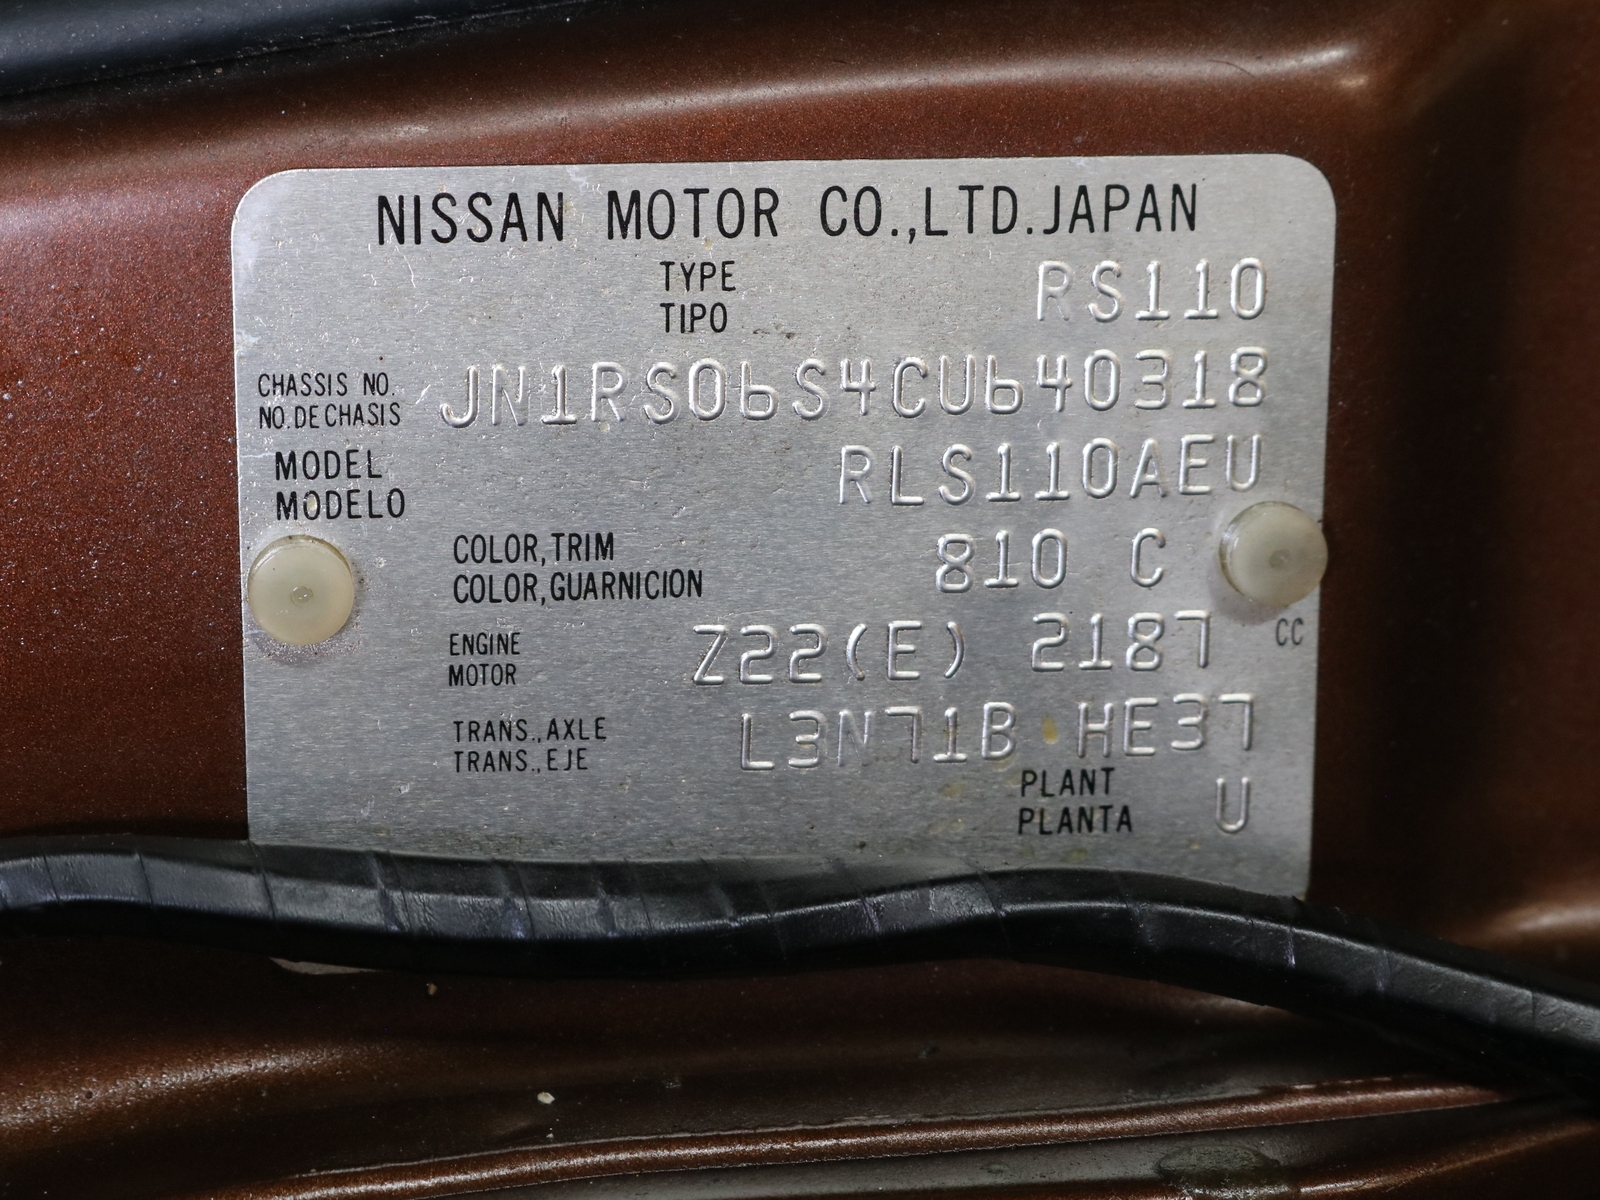 NISSAN MOTOR CO.,LTD.JAPAN
TYPE
TIPO
RS110
CHASSIS NO.
NO.DE CHASIS
JN1RS06S4CU640318
MODEL
MODELO
RLS110AEU
COLOR,TRIM
COLOR,GUARNICION
810 C
ENGINE
MOTOR
Z22(E) 2187 CC
TRANS.,AXLE
TRANS.,EJE
L3N71B HE37
PLANT
PLANTA
U